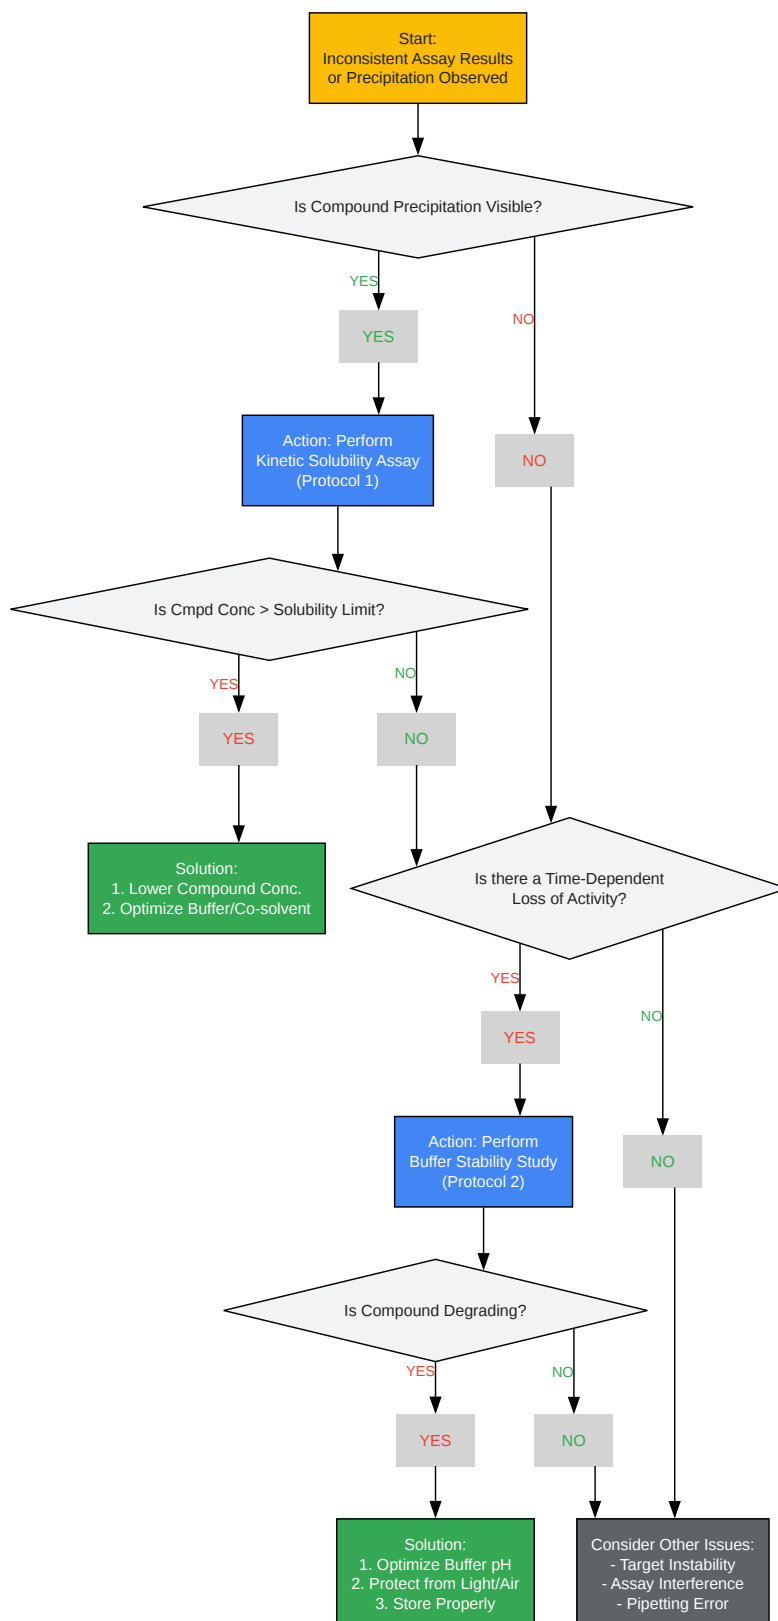 Start:
Inconsistent Assay Results
or Precipitation Observed
Is Compound Precipitation Visible?
YES
NO
YES
Action: Perform
Kinetic Solubility Assay
(Protocol 1)
NO
Is Cmpd Conc > Solubility Limit?
YES
NO
YES
NO
Solution:
1. Lower Compound Conc.
2. Optimize Buffer/Co-solvent
Is there a Time-Dependent
Loss of Activity?
YES
NO
YES
Action: Perform
Buffer Stability Study
(Protocol 2)
NO
Is Compound Degrading?
YES
NO
YES
NO
Solution:
1. Optimize Buffer pH
2. Protect from Light/Air
3. Store Properly
Consider Other Issues:
- Target Instability
- Assay Interference
- Pipetting Error